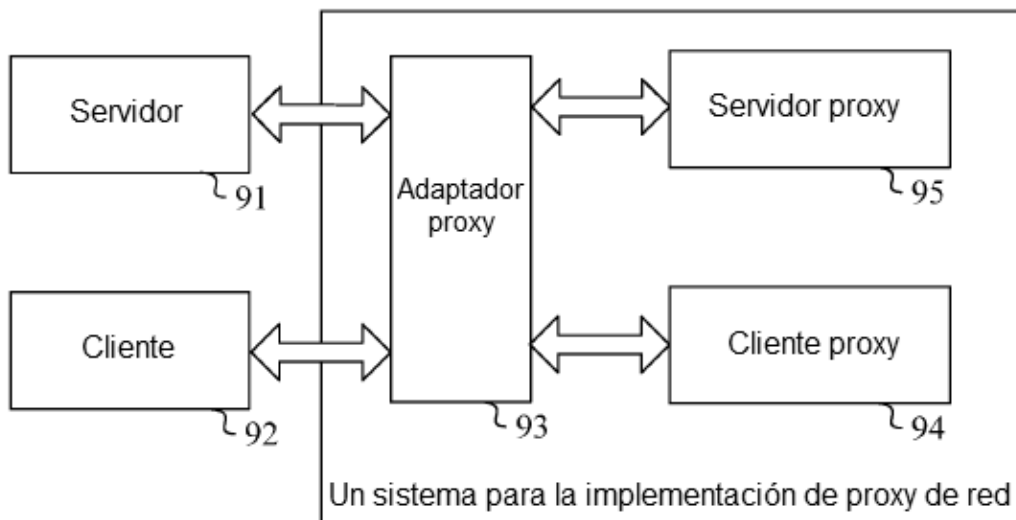 Servidor
91
Adaptador
proxy
93
Servidor proxy
95
Cliente
92
Cliente proxy
94
Un sistema para la implementación de proxy de red